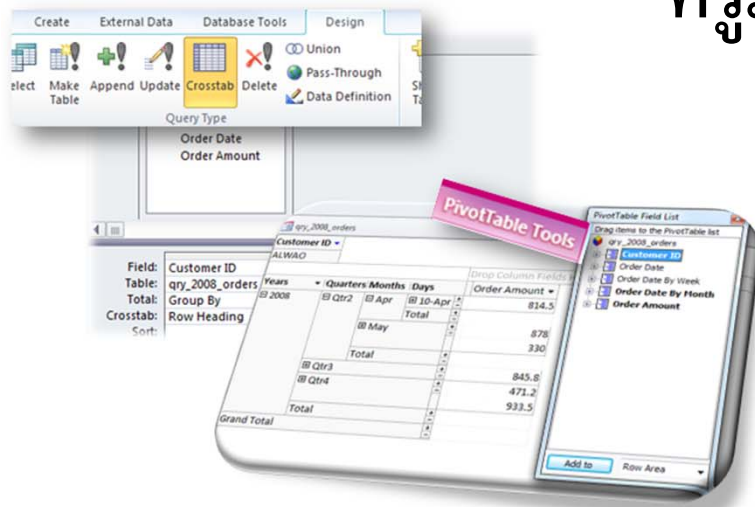 Create External Data Database Tools Design
elect Make Table Append Update Crosstab Delete
Union
Pass-Through
Data Definition
Query Type
Order Date
Order Amount
Field: Customer ID
Table: qry_2008_orders
Total: Group By
Crosstab: Row Heading
Sort:
PivotTable Tools
qry_2008_orders
Customer ID
ALWAO
Drop Column Fields
Years Quarters Months Days Order Amount
2008 Qtr2 Apr 10-Apr 814.5
Total
May 878
Total 330
Qtr3 845.8
Qtr4 471.2
Total 933.5
Grand Total
PivotTable Field List
Drag items to the PivotTable list
qry_2008_orders
Customer ID
Order Date
Order Date By Week
Order Date By Month
Order Amount
Add to Row Area